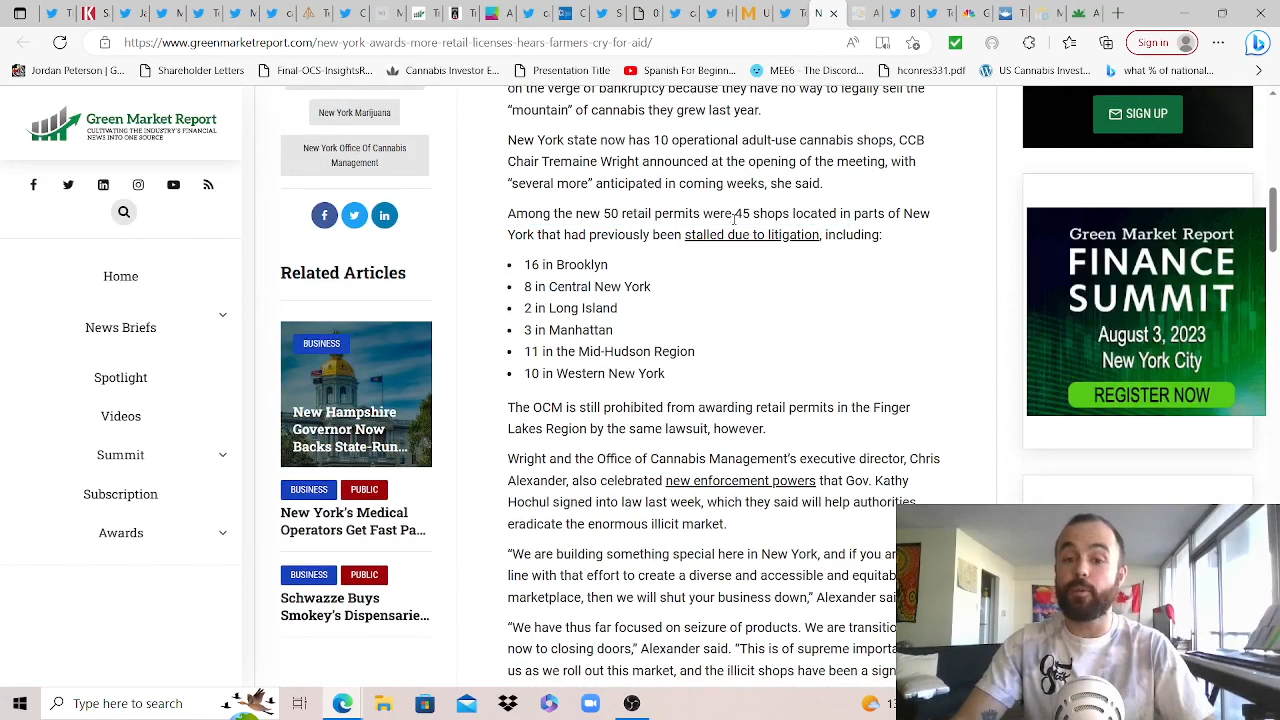 https://www.greenmarketreport.com/new-york-awards-more-retail-licenses-hears-farmers-cry-for-aid/
Sign in
Jordan Peterson's
Shareholder Letters
Insider-Monkey-Hed...
Cannabis Investor E...
Spanish Regular
MEE6 - The Discord...
hconres331.pdf
WX US Options
Green Market Report
CULTIVATING THE INDUSTRY'S FINANCIAL
NEWS INTO ONE SOURCE
Home
News Briefs
Spotlight
Videos
Summit
Subscription
Awards
New York Marijuana
New York Office Of Cannabis
Management
Related Articles
BUSINESS
New Hampshire
Governor Now
Backs State-Run...
BUSINESS
PUBLIC
New York's Medical
Operators Get Fast Pa...
BUSINESS
PUBLIC
Schwazze Buys
Smokey's Dispensarie...
on the verge of bankruptcy because they have no way to legally sell the
“mountain” of cannabis they grew last year.
New York state now has 10 operational adult-use cannabis shops, CCB
Chair Tremaine Wright announced at the opening of the meeting, with
“several more” anticipated in coming weeks, she said.
Among the new 50 retail permits were 45 shops located in parts of New
York that had previously been stalled due to litigation, including:
• 16 in Brooklyn
• 8 in Central New York
• 2 in Long Island
• 3 in Manhattan
• 11 in the Mid-Hudson Region
• 10 in Western New York
The OCM is still prohibited from awarding retail permits in the Finger
Lakes Region by the same lawsuit, however.
Wright and the Office of Cannabis Management's executive director, Chris
Alexander, also celebrated new enforcement powers that Gov. Kathy
Hochul signed into law last week, which they said will help authorities
eradicate the enormous illicit market.
“We are building something special here in New York, and if you ar
line with that effort to create a diverse and accessible and equitab
marketplace, then we will shut your business down,” Alexander sai
“We have thus far focused on seizure of products. We are transitio
now to closing doors,” Alexander said. “This is of supreme importa
us as we roll out this market, and the illicit shops have been a sign
SIGN UP
Green Market Report
FINANCE
SUMMIT
August 3, 2023
New York City
REGISTER NOW
Type here to search